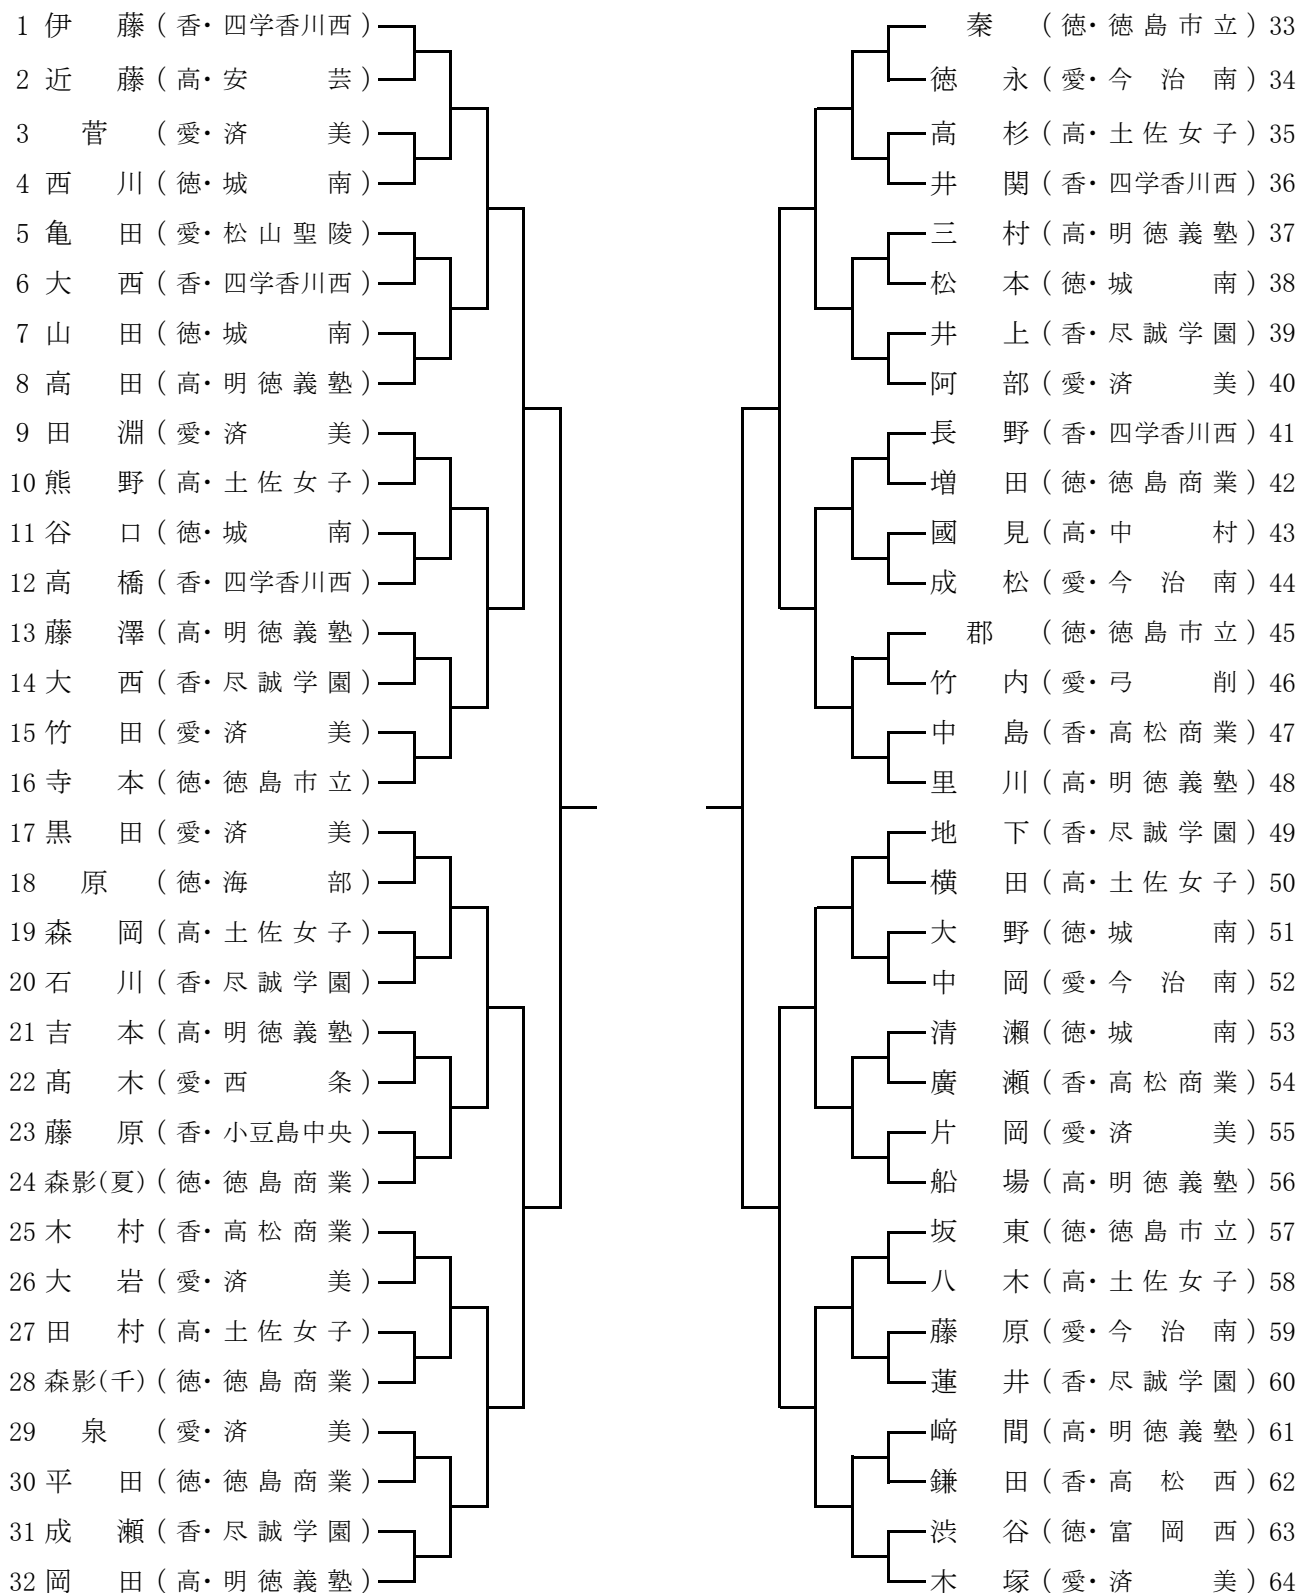 1 伊藤（香・四学香川西）
2 近藤（高・安芸）
3 菅（愛・済美）
4 西川（徳・城南）
5 亀田（愛・松山聖陵）
6 大西（香・四学香川西）
7 山田（徳・城南）
8 高田（高・明徳義塾）
9 田淵（愛・済美）
10 熊野（高・土佐女子）
11 谷口（徳・城南）
12 高橋（香・四学香川西）
13 藤澤（高・明徳義塾）
14 大西（香・尽誠学園）
15 竹田（愛・済美）
16 寺本（徳・徳島市立）
17 黒田（愛・済美）
18 原（徳・海部）
19 森岡（高・土佐女子）
20 石川（香・尽誠学園）
21 吉本（高・明徳義塾）
22 髙木（愛・西条）
23 藤原（香・小豆島中央）
24 森影(夏)（徳・徳島商業）
25 木村（香・高松商業）
26 大岩（愛・済美）
27 田村（高・土佐女子）
28 森影(千)（徳・徳島商業）
29 泉（愛・済美）
30 平田（徳・徳島商業）
31 成瀬（香・尽誠学園）
32 岡田（高・明徳義塾）
秦（徳・徳島市立）33
徳永（愛・今治南）34
高杉（高・土佐女子）35
井関（香・四学香川西）36
三村（高・明徳義塾）37
松本（徳・城南）38
井上（香・尽誠学園）39
阿部（愛・済美）40
長野（香・四学香川西）41
増田（徳・徳島商業）42
國見（高・中村）43
成松（愛・今治南）44
郡（徳・徳島市立）45
竹内（愛・弓削）46
中島（香・高松商業）47
里川（高・明徳義塾）48
地下（香・尽誠学園）49
横田（高・土佐女子）50
大野（徳・城南）51
中岡（愛・今治南）52
清瀬（徳・城南）53
廣瀬（香・高松商業）54
片岡（愛・済美）55
船場（高・明徳義塾）56
坂東（徳・徳島市立）57
八木（高・土佐女子）58
藤原（愛・今治南）59
蓮井（香・尽誠学園）60
﨑間（高・明徳義塾）61
鎌田（香・高松西）62
渋谷（徳・富岡西）63
木塚（愛・済美）64